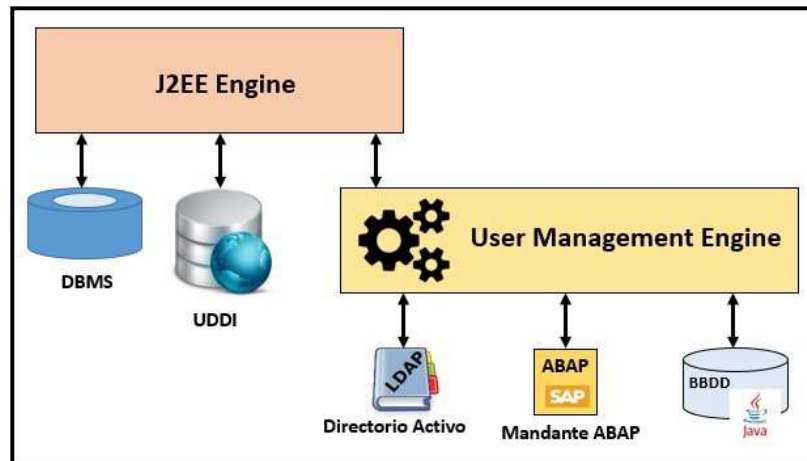 J2EE Engine
User Management Engine
DBMS
UDDI
LDAP
Directorio Activo
ABAP
SAP
Mandante ABAP
BBDD
Java